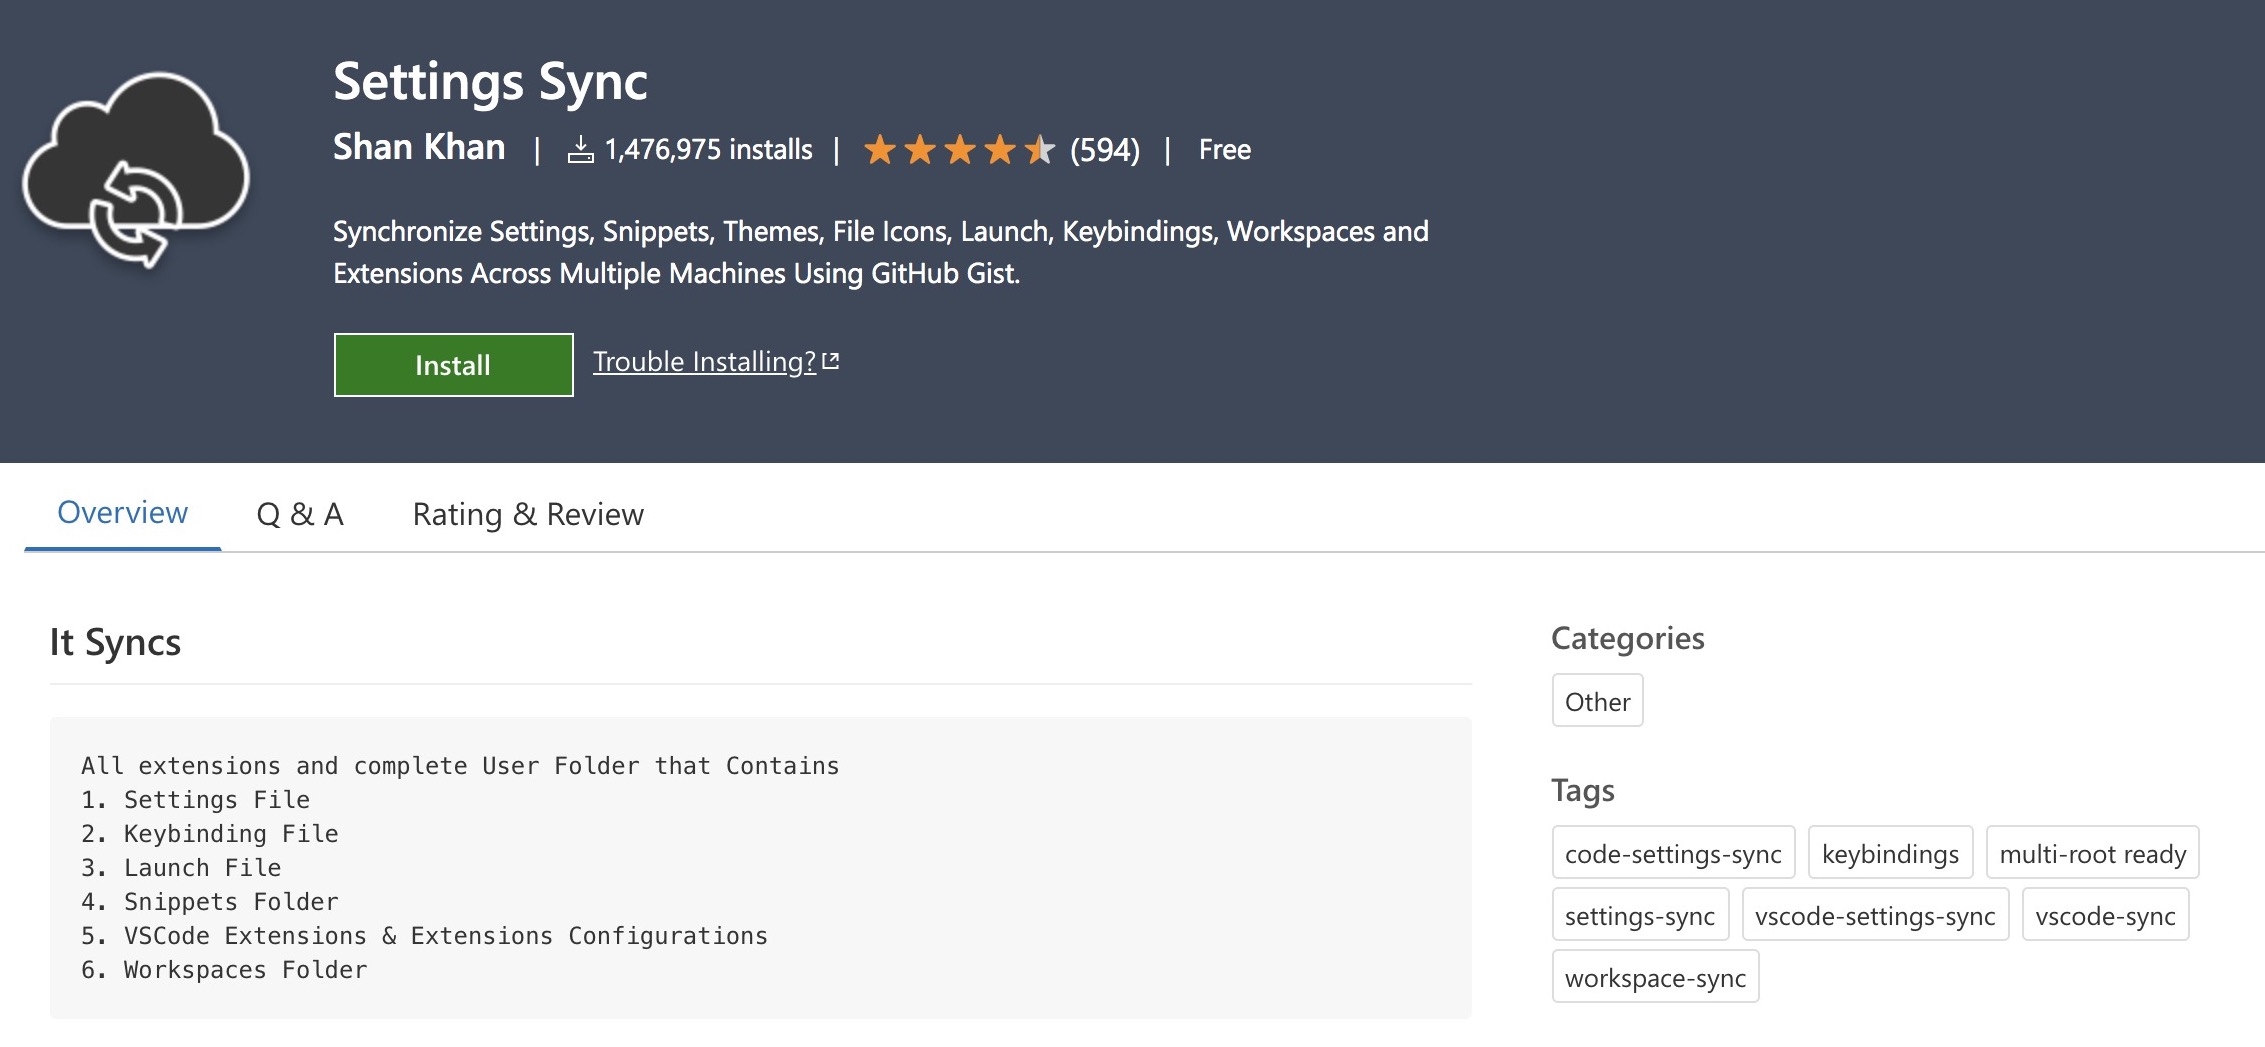 Settings Sync
Shan Khan | 1,476,975 installs | (594) | Free
Synchronize Settings, Snippets, Themes, File Icons, Launch, Keybindings, Workspaces and
Extensions Across Multiple Machines Using GitHub Gist.
Install Trouble Installing?
Overview Q & A Rating & Review
It Syncs
All extensions and complete User Folder that Contains
1. Settings File
2. Keybinding File
3. Launch File
4. Snippets Folder
5. VSCode Extensions & Extensions Configurations
6. Workspaces Folder
Categories
Other
Tags
code-settings-sync keybindings multi-root ready
settings-sync vscode-settings-sync vscode-sync
workspace-sync